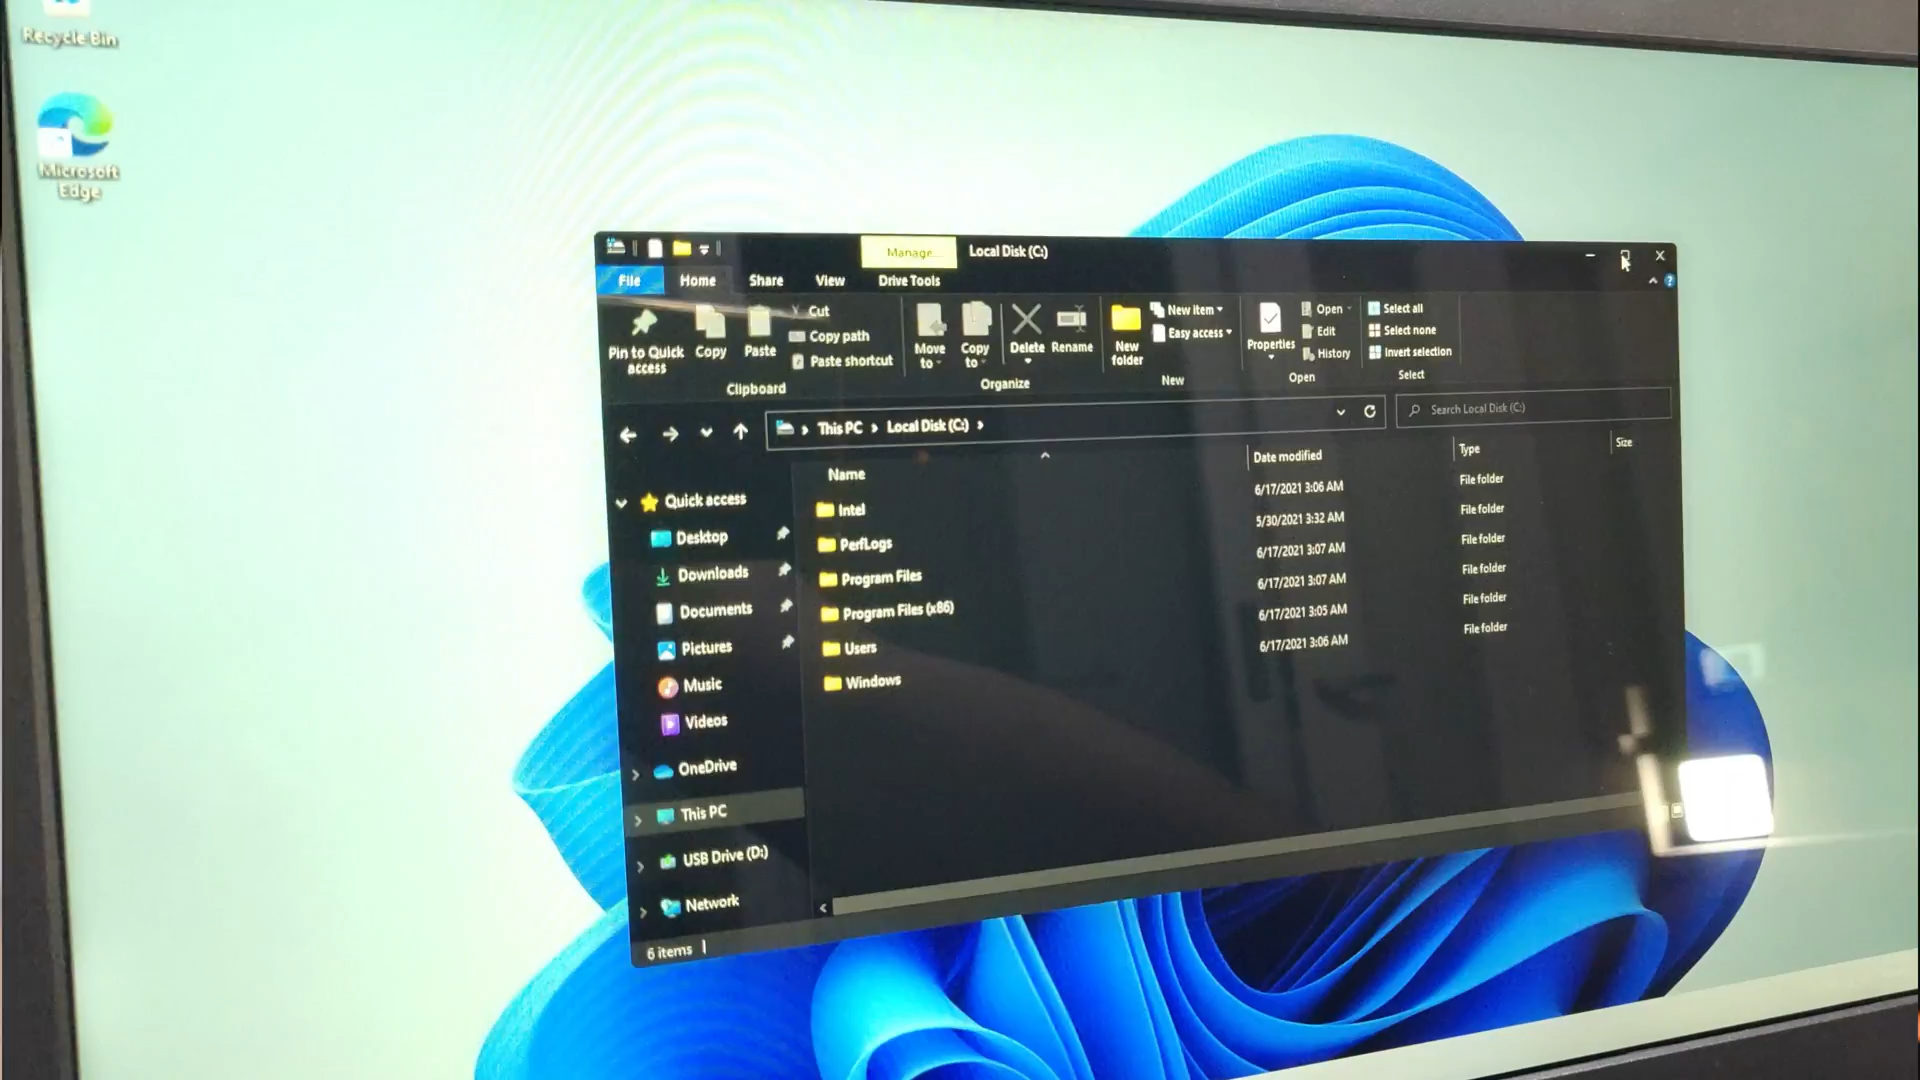 Recycle Bin
Microsoft
Edge
Manage
Local Disk (C:)
File
Home
Share
View
Drive Tools
Pin to Quick
access
Copy
Paste
Cut
Copy path
Paste shortcut
Clipboard
Move
to
Copy
to
Delete
Rename
Organize
New
folder
New item
Easy access
New
Properties
Open
Edit
History
Open
Select all
Select none
Invert selection
Select
This PC
Local Disk (C:)
Search Local Disk (C:)
Name
Date modified
Type
Size
Intel
6/17/2021 3:06 AM
File folder
PerfLogs
5/30/2021 3:32 AM
File folder
Program Files
6/17/2021 3:07 AM
File folder
Program Files (x86)
6/17/2021 3:07 AM
File folder
Users
6/17/2021 3:05 AM
File folder
Windows
6/17/2021 3:06 AM
File folder
Quick access
Desktop
Downloads
Documents
Pictures
Music
Videos
OneDrive
This PC
USB Drive (D:)
Network
6 items